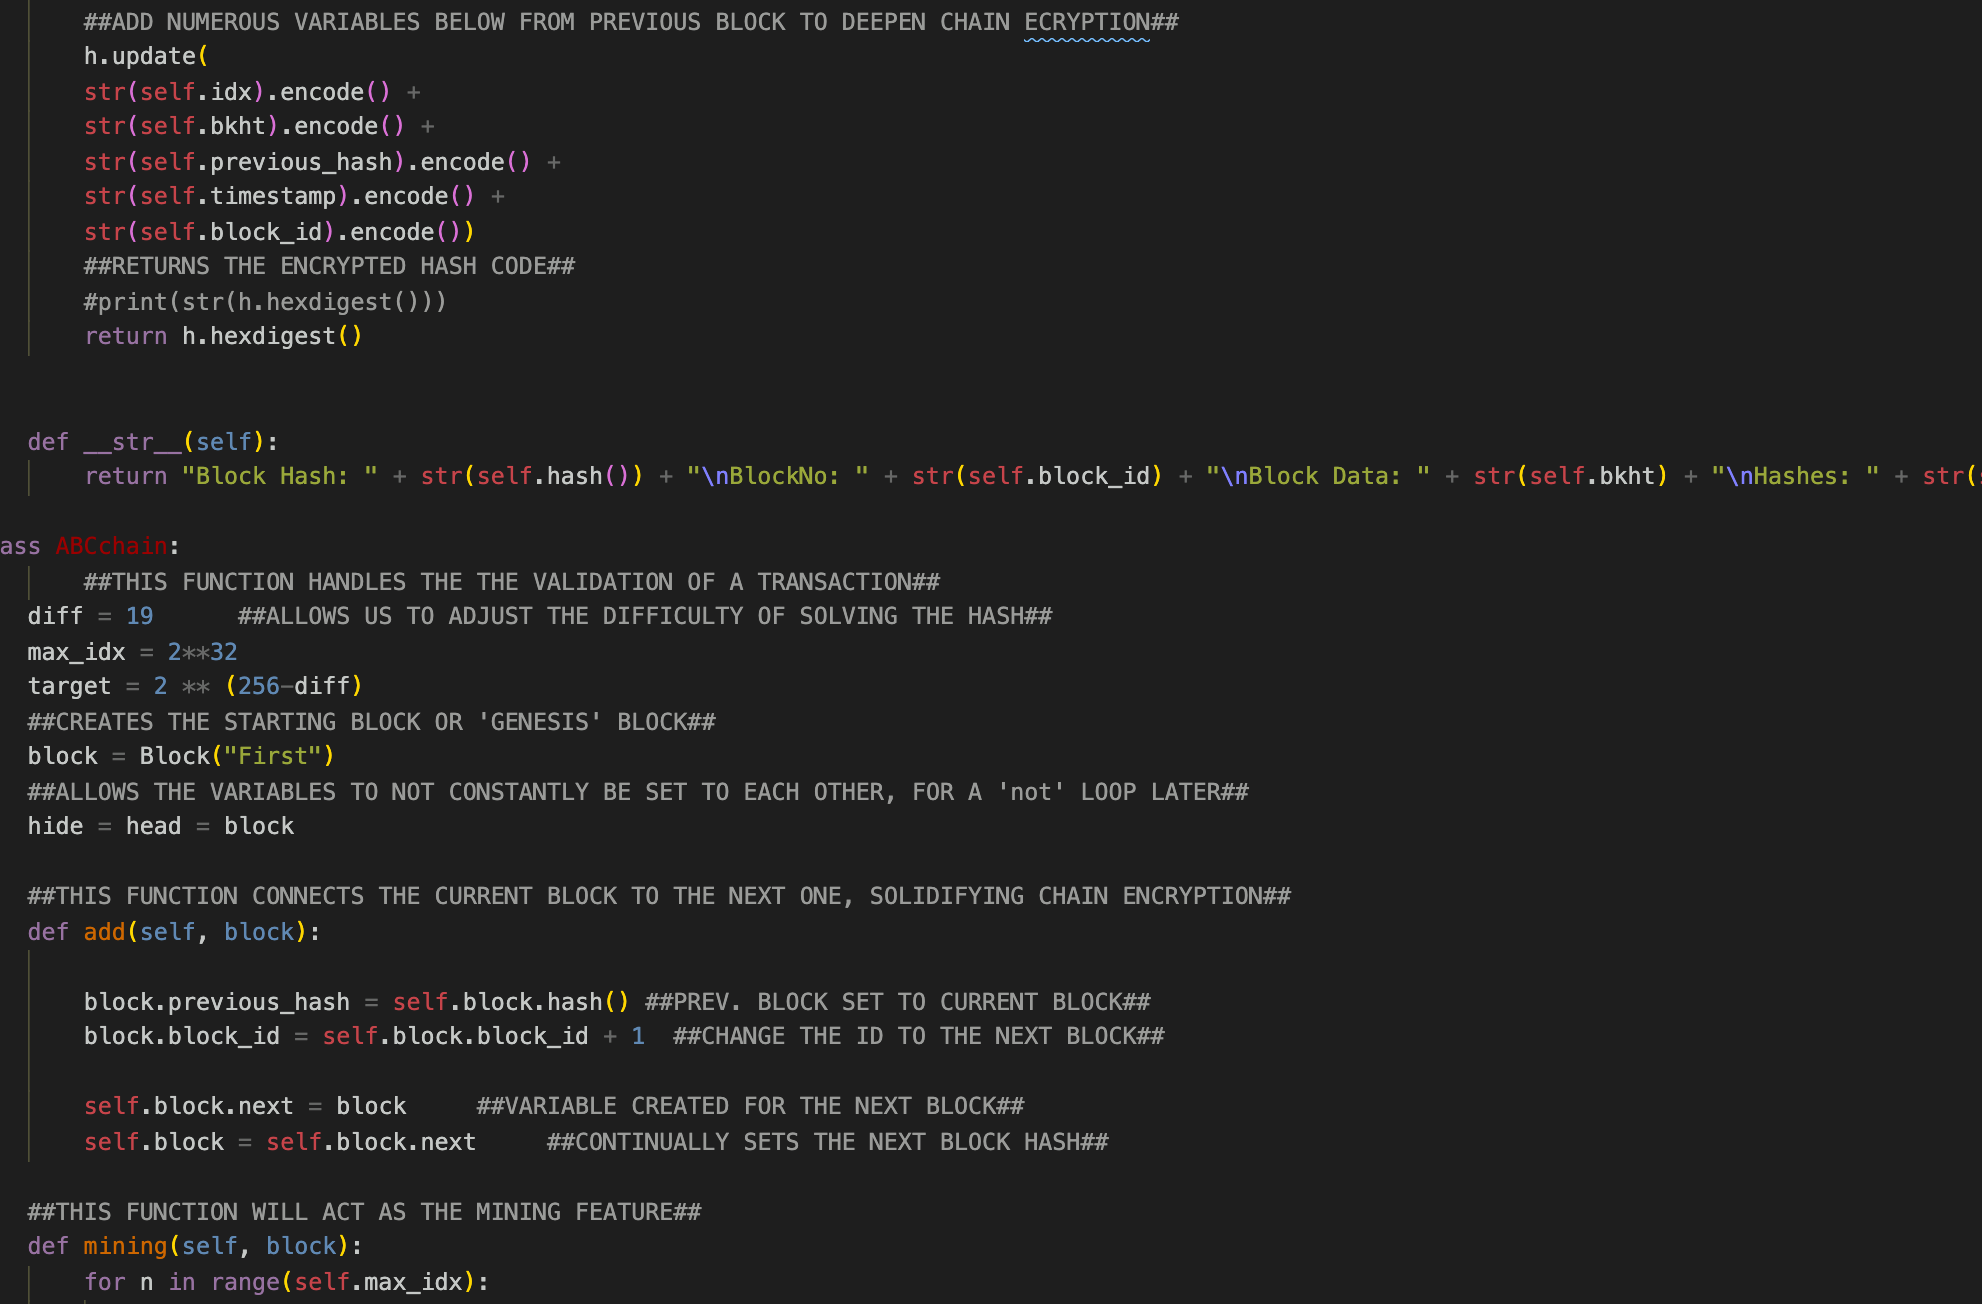 ##ADD NUMEROUS VARIABLES BELOW FROM PREVIOUS BLOCK TO DEEPEN CHAIN ECRYPTION##
h.update(
str(self.idx).encode() +
str(self.bkht).encode() +
str(self.previous_hash).encode() +
str(self.timestamp).encode() +
str(self.block_id).encode())
##RETURNS THE ENCRYPTED HASH CODE##
#print(str(h.hexdigest()))
return h.hexdigest()
def __str__(self):
return "Block Hash: " + str(self.hash()) + "\nBlockNo: " + str(self.block_id) + "\nBlock Data: " + str(self.bkht) + "\nHashes: " + str(
ass ABCchain:
##THIS FUNCTION HANDLES THE THE VALIDATION OF A TRANSACTION##
diff = 19 ##ALLOWS US TO ADJUST THE DIFFICULTY OF SOLVING THE HASH##
max_idx = 2**32
target = 2 ** (256-diff)
##CREATES THE STARTING BLOCK OR 'GENESIS' BLOCK##
block = Block("First")
##ALLOWS THE VARIABLES TO NOT CONSTANTLY BE SET TO EACH OTHER, FOR A 'not' LOOP LATER##
hide = head = block
##THIS FUNCTION CONNECTS THE CURRENT BLOCK TO THE NEXT ONE, SOLIDIFYING CHAIN ENCRYPTION##
def add(self, block):
block.previous_hash = self.block.hash() ##PREV. BLOCK SET TO CURRENT BLOCK##
block.block_id = self.block.block_id + 1 ##CHANGE THE ID TO THE NEXT BLOCK##
self.block.next = block ##VARIABLE CREATED FOR THE NEXT BLOCK##
self.block = self.block.next ##CONTINUALLY SETS THE NEXT BLOCK HASH##
##THIS FUNCTION WILL ACT AS THE MINING FEATURE##
def mining(self, block):
for n in range(self.max_idx):